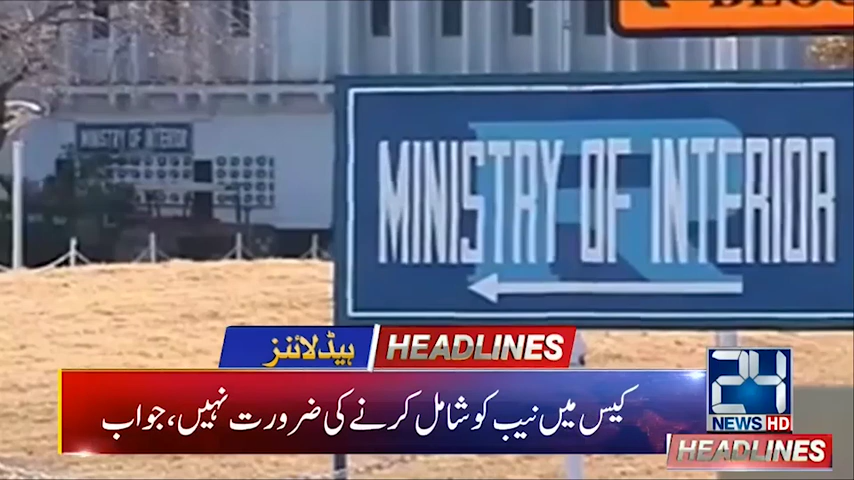 MINISTRY OF INTERIOR
R
MINISTRY OF INTERIOR
ہیڈلائنز HEADLINES
کیس میں نیب کو شامل کرنے کی ضرورت نہیں، جواب
24
NEWS HD
HEADLINES